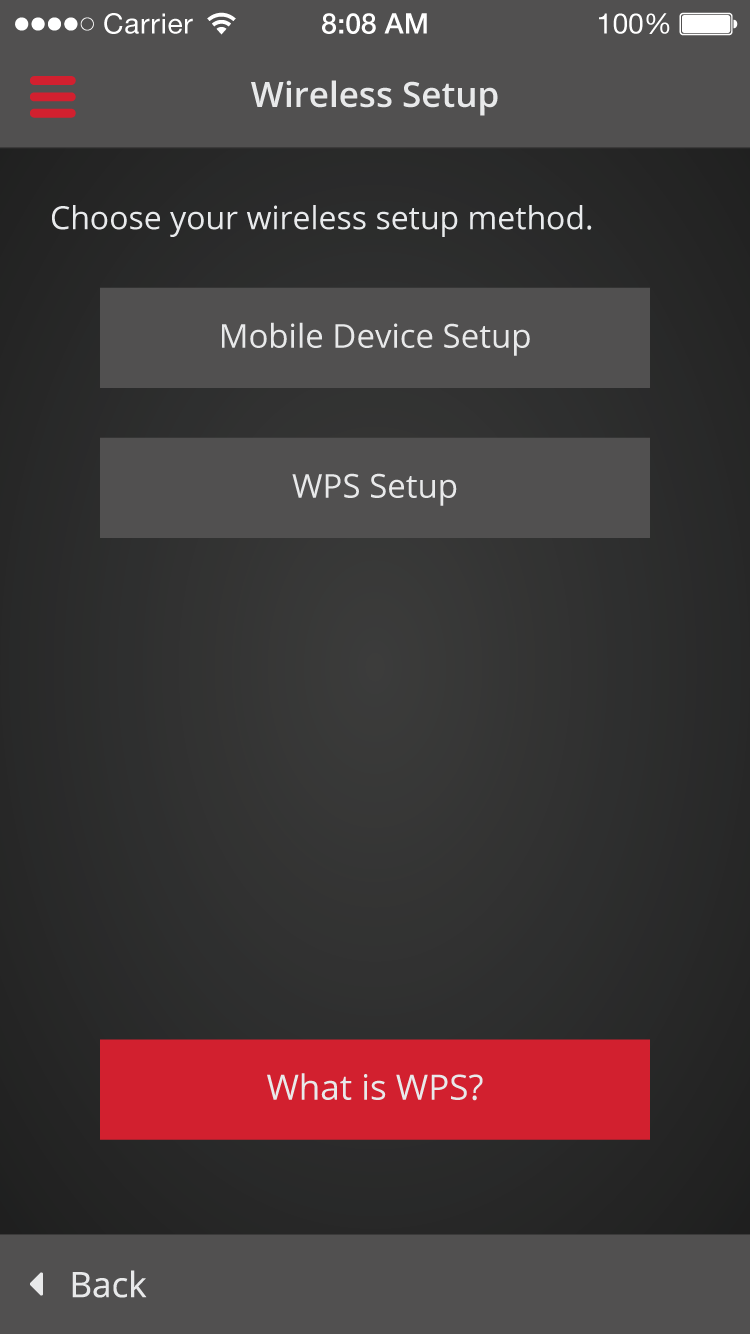 Carrier 8:08 AM 100%
Wireless Setup
Choose your wireless setup method.
Mobile Device Setup
WPS Setup
What is WPS?
Back